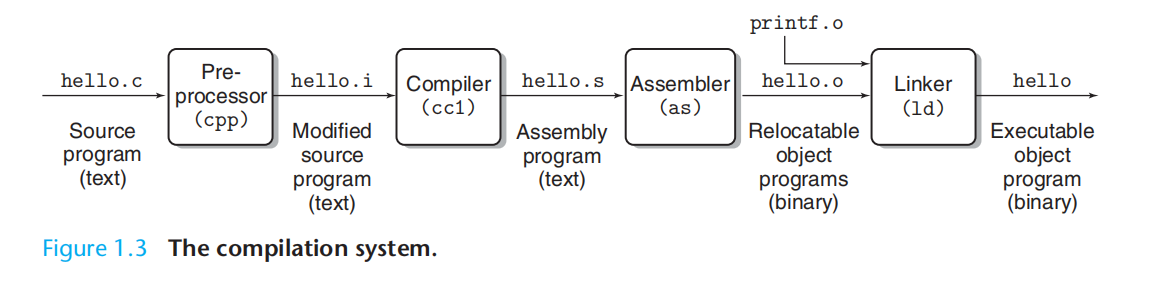 printf.o
hello.c
Pre-
processor
(cpp)
hello.i
Compiler
(cc1)
hello.s
Assembler
(as)
hello.o
Linker
(ld)
hello
Source
program
(text)
Modified
source
program
(text)
Assembly
program
(text)
Relocatable
object
programs
(binary)
Executable
object
program
(binary)
Figure 1.3 The compilation system.